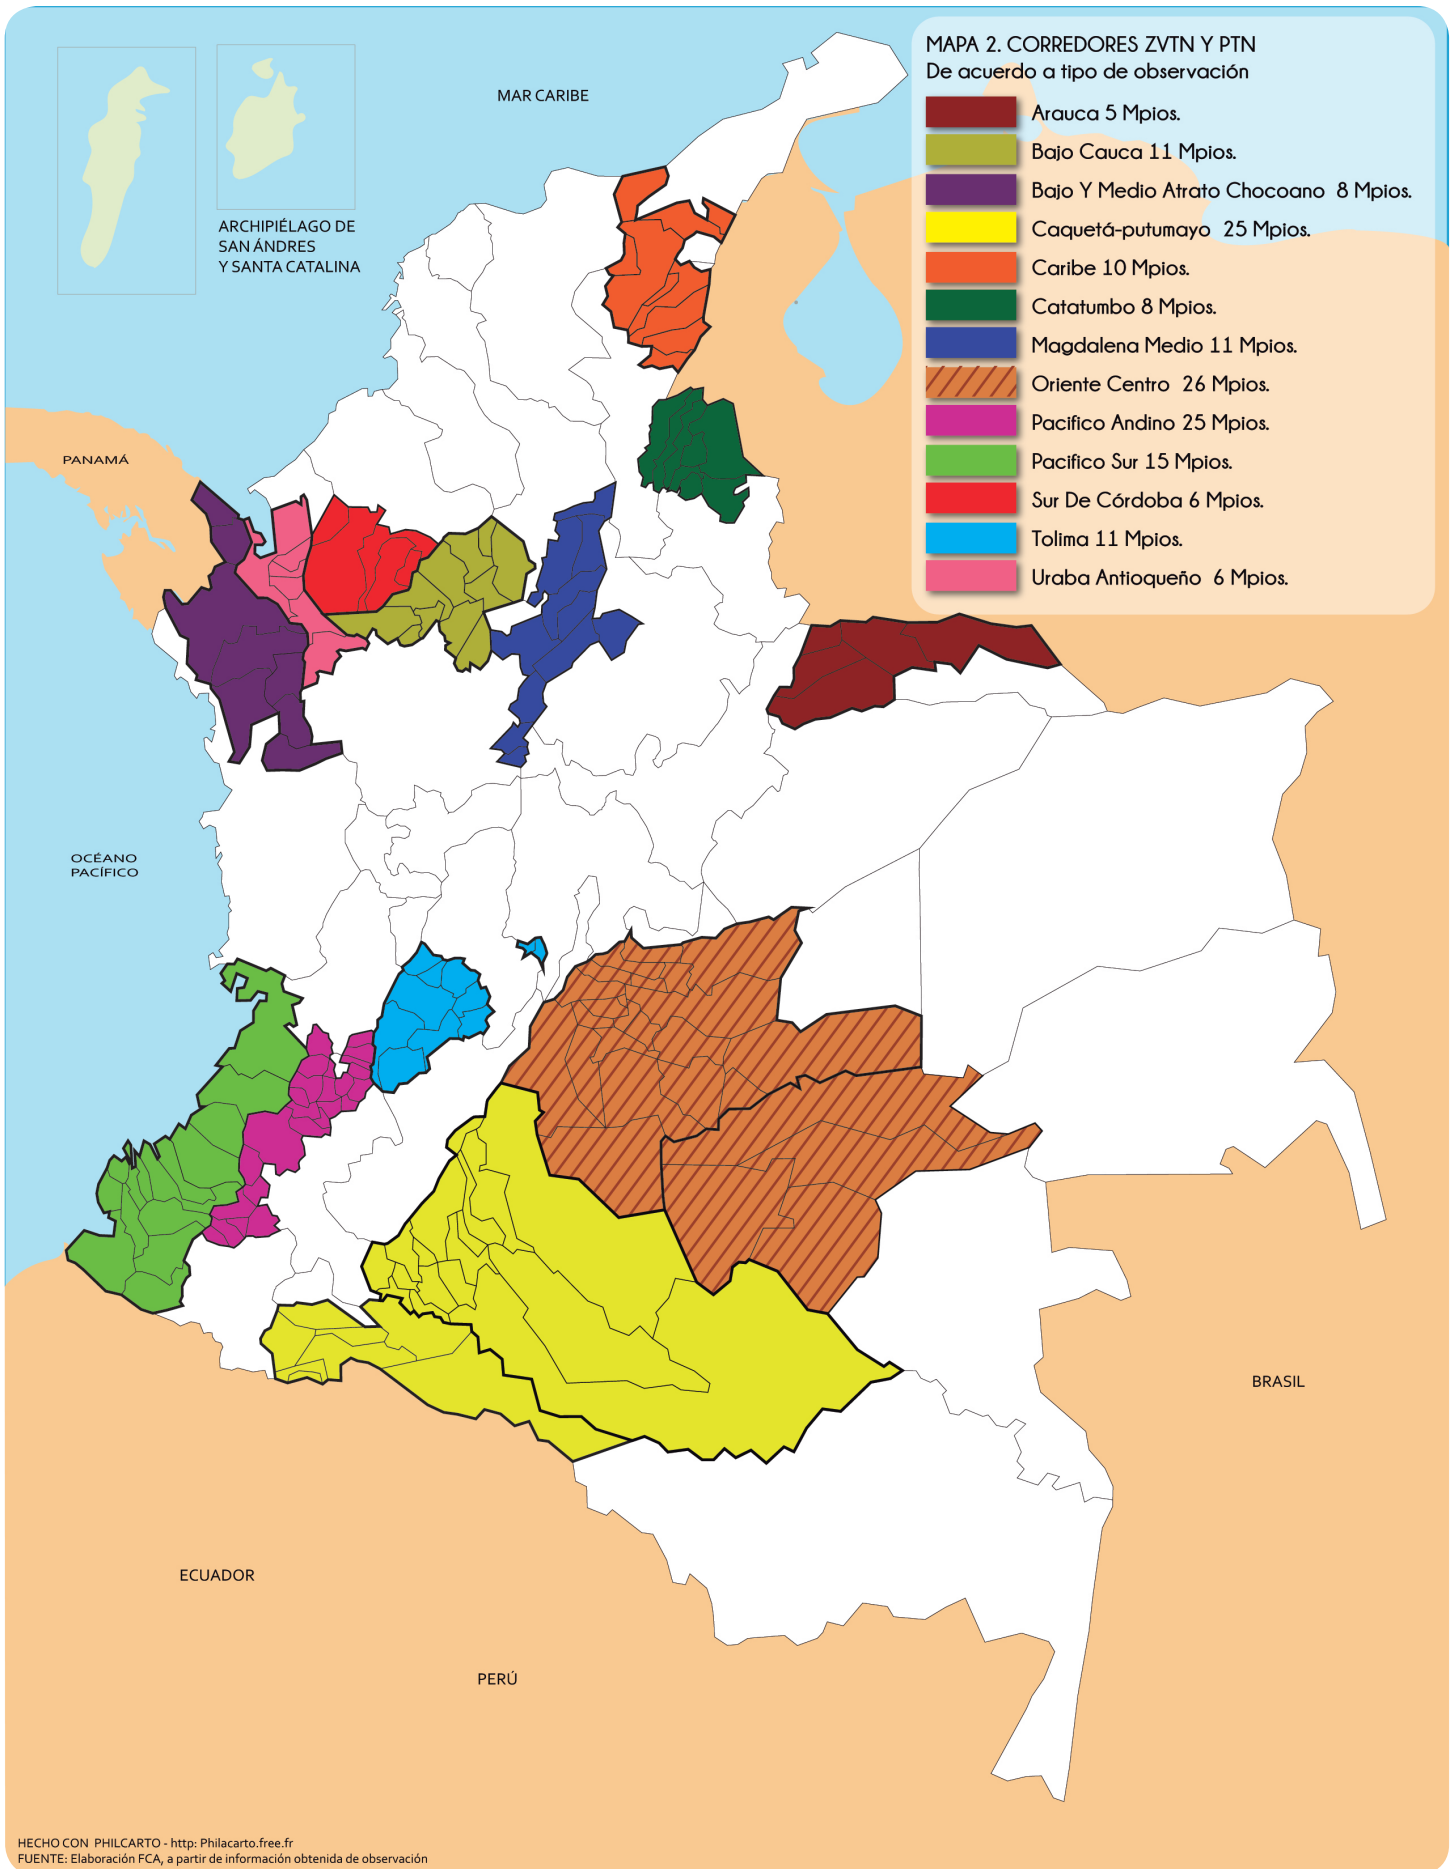 MAPA 2. CORREDORES ZVTN Y PTN
De acuerdo a tipo de observación
Arauca 5 Mpios.
Bajo Cauca 11 Mpios.
Bajo Y Medio Atrato Chocoano 8 Mpios.
Caquetá-putumayo 25 Mpios.
Caribe 10 Mpios.
Catatumbo 8 Mpios.
Magdalena Medio 11 Mpios.
Oriente Centro 26 Mpios.
Pacifico Andino 25 Mpios.
Pacifico Sur 15 Mpios.
Sur De Córdoba 6 Mpios.
Tolima 11 Mpios.
Uraba Antioqueño 6 Mpios.
MAR CARIBE
ARCHIPIÉLAGO DE
SAN ÁNDRES
Y SANTA CATALINA
PANAMÁ
OCÉANO
PACÍFICO
BRASIL
ECUADOR
PERÚ
HECHO CON PHILCARTO - http: Philacarto.free.fr
FUENTE: Elaboración FCA, a partir de información obtenida de observación